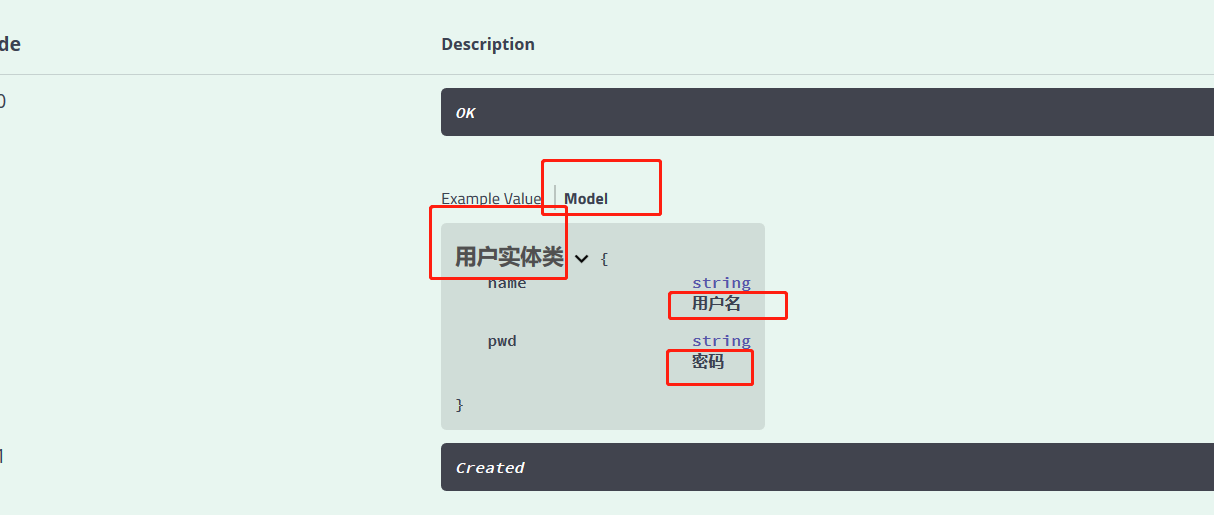 de Description
0 OK
Example Value Model
用户实体类 {
name string
用户名
pwd string
密码
}
1 Created